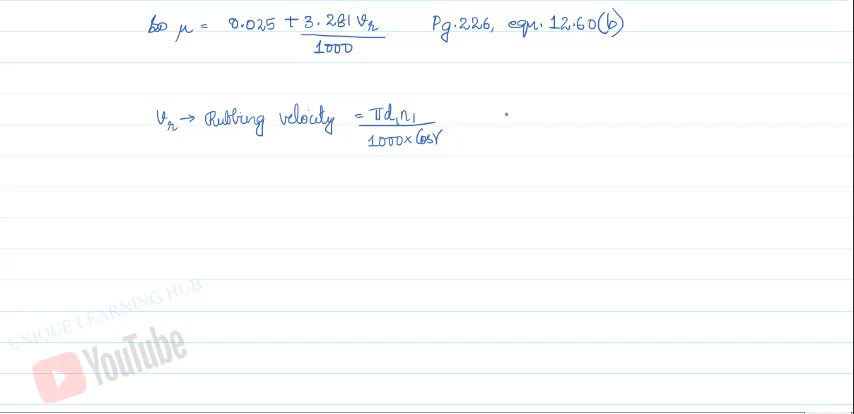 so μ = 0.025 + 3.281 Vr / 1000 Pg.226, equ. 12.60(b)
Vr → Rubbing velocity = πd₁n₁ / 1000 × Cosγ
UNIQUE LEARNING HUB
YouTube